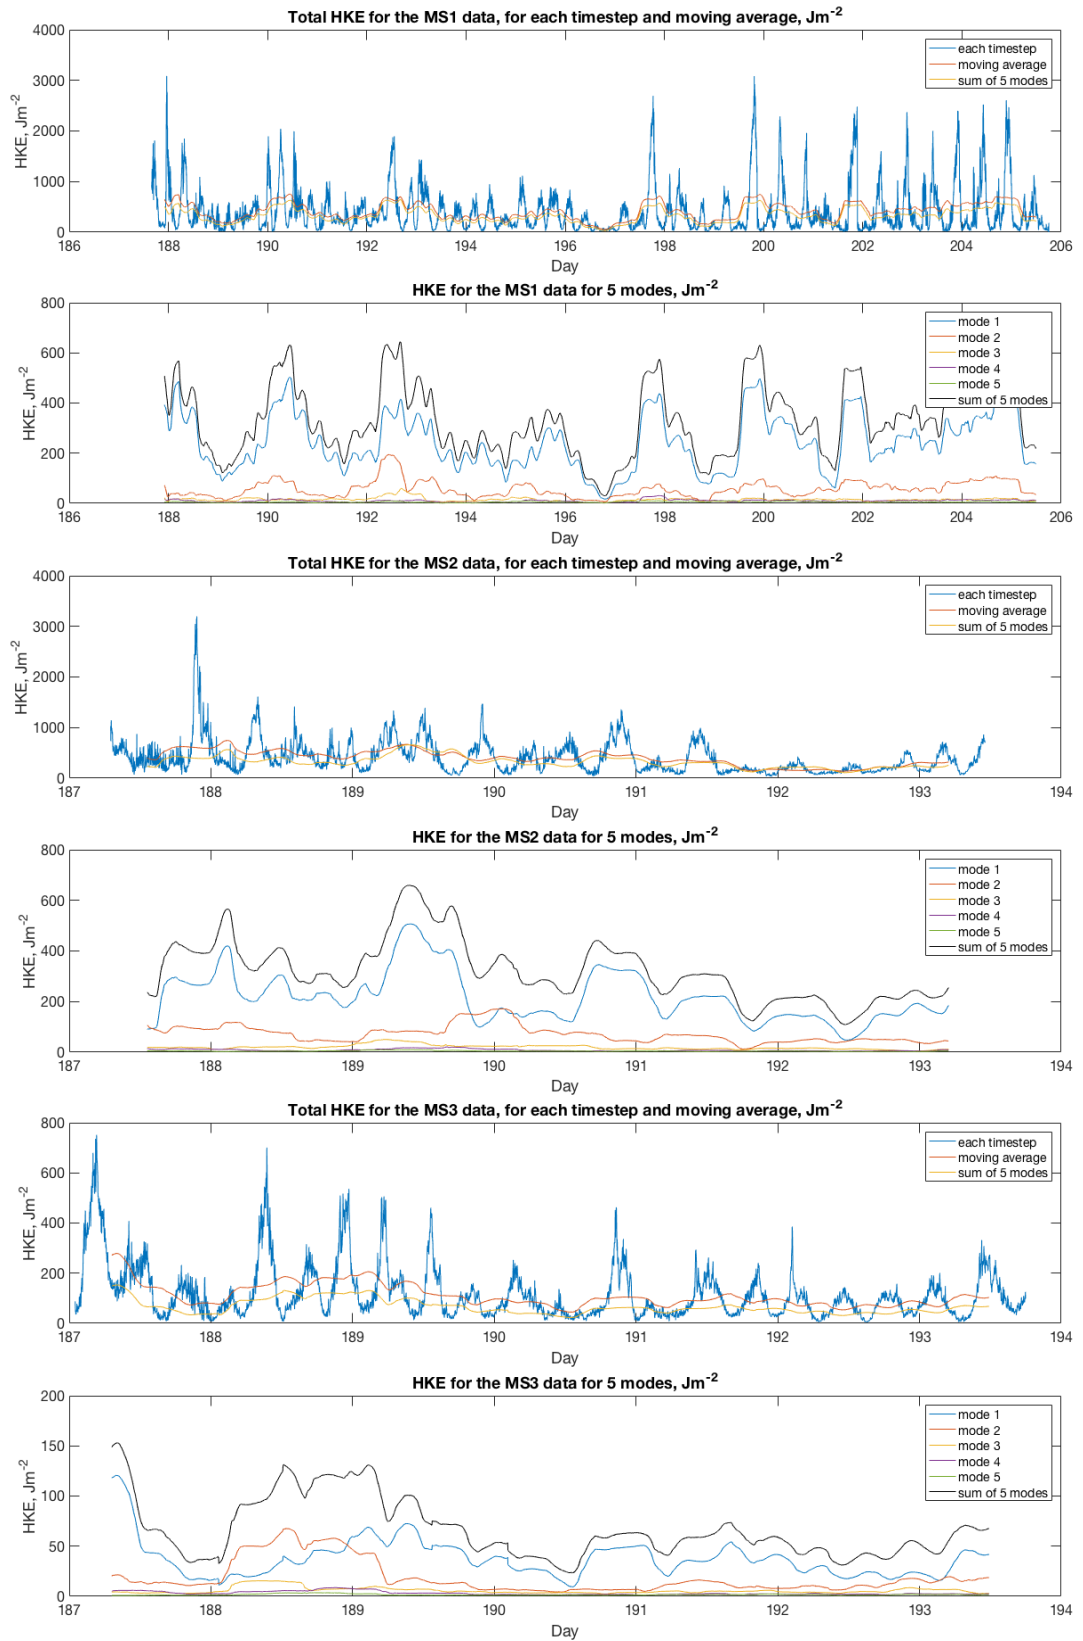 Total HKE for the MS1 data, for each timestep and moving average, Jm-2
HKE, Jm-2
4000
3000
2000
1000
0
186 188 190 192 194 196 198 200 202 204 206
Day
each timestep
moving average
sum of 5 modes
HKE for the MS1 data for 5 modes, Jm-2
HKE, Jm-2
800
600
400
200
0
186 188 190 192 194 196 198 200 202 204 206
Day
mode 1
mode 2
mode 3
mode 4
mode 5
sum of 5 modes
Total HKE for the MS2 data, for each timestep and moving average, Jm-2
HKE, Jm-2
4000
3000
2000
1000
0
187 188 189 190 191 192 193 194
Day
each timestep
moving average
sum of 5 modes
HKE for the MS2 data for 5 modes, Jm-2
HKE, Jm-2
800
600
400
200
0
187 188 189 190 191 192 193 194
Day
mode 1
mode 2
mode 3
mode 4
mode 5
sum of 5 modes
Total HKE for the MS3 data, for each timestep and moving average, Jm-2
HKE, Jm-2
800
600
400
200
0
187 188 189 190 191 192 193 194
Day
each timestep
moving average
sum of 5 modes
HKE for the MS3 data for 5 modes, Jm-2
HKE, Jm-2
200
150
100
50
0
187 188 189 190 191 192 193 194
Day
mode 1
mode 2
mode 3
mode 4
mode 5
sum of 5 modes